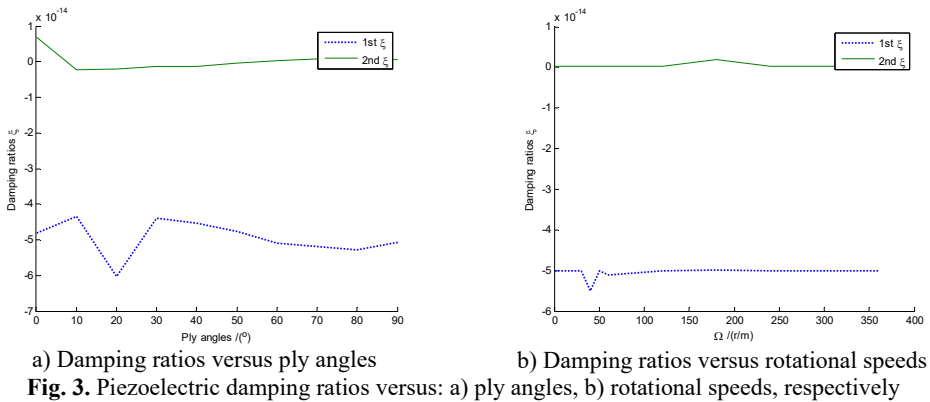 x 10^-14
1
0
-1
-2
-3
-4
-5
-6
-7
Damping ratios ξ
0 10 20 30 40 50 60 70 80 90
Ply angles /(º)
1st ξ
2nd ξ
a) Damping ratios versus ply angles
x 10^-14
1
0
-1
-2
-3
-4
-5
-6
Damping ratios ξ
0 50 100 150 200 250 300 350 400
Ω /(r/m)
1st ξ
2nd ξ
b) Damping ratios versus rotational speeds
Fig. 3. Piezoelectric damping ratios versus: a) ply angles, b) rotational speeds, respectively